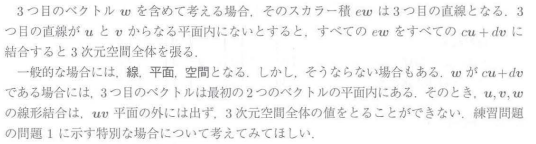 3つ目のベクトル w を含めて考える場合，そのスカラー積 ew は3つ目の直線となる．3
つ目の直線が u と v からなる平面内にないとすると，すべての ew をすべての cu + dv に
結合すると3次元空間全体を張る．
一般的な場合には，線，平面，空間となる．しかし，そうならない場合もある．w が cu+dv
である場合には，3つ目のベクトルは最初の2つのベクトルの平面内にある．そのとき，u, v, w
の線形結合は，uv 平面の外には出ず，3次元空間全体の値をとることができない．練習問題
の問題1に示す特別な場合について考えてみてほしい．